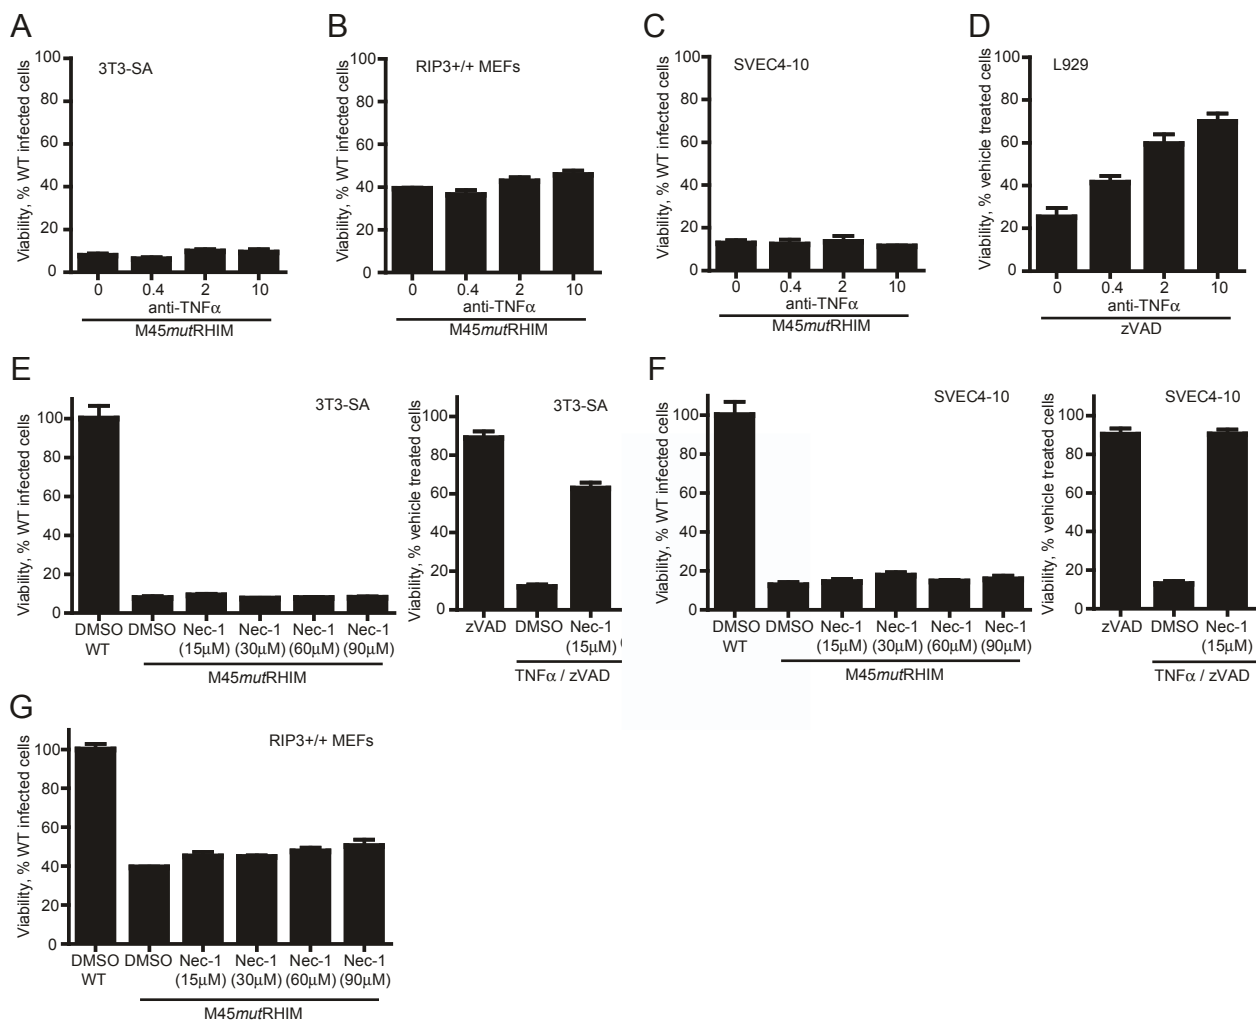 A
Viability, % WT infected cells
100
80
60
40
20
0
3T3-SA
0 0.4 2 10
anti-TNFα
M45mutRHIM
B
Viability, % WT infected cells
100
80
60
40
20
0
RIP3+/+ MEFs
0 0.4 2 10
anti-TNFα
M45mutRHIM
C
Viability, % WT infected cells
100
80
60
40
20
0
SVEC4-10
0 0.4 2 10
anti-TNFα
M45mutRHIM
D
Viability, % vehicle treated cells
100
80
60
40
20
0
L929
0 0.4 2 10
anti-TNFα
zVAD
E
Viability, % WT infected cells
100
80
60
40
20
0
3T3-SA
DMSO DMSO Nec-1 Nec-1 Nec-1 Nec-1
WT (15μM) (30μM) (60μM) (90μM)
M45mutRHIM
Viability, % vehicle treated cells
100
80
60
40
20
0
3T3-SA
zVAD DMSO Nec-1
(15μM)
TNFα / zVAD
F
Viability, % WT infected cells
100
80
60
40
20
0
SVEC4-10
DMSO DMSO Nec-1 Nec-1 Nec-1 Nec-1
WT (15μM) (30μM) (60μM) (90μM)
M45mutRHIM
Viability, % vehicle treated cells
100
80
60
40
20
0
SVEC4-10
zVAD DMSO Nec-1
(15μM)
TNFα / zVAD
G
Viability, % WT infected cells
100
80
60
40
20
0
RIP3+/+ MEFs
DMSO DMSO Nec-1 Nec-1 Nec-1 Nec-1
WT (15μM) (30μM) (60μM) (90μM)
M45mutRHIM